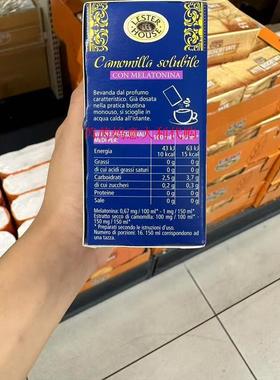 LESTER
HOUSE
Camomilla solubile
CON MELATONINA
Bevanda dal profumo
caratteristico. Già dosata
nella pratica bustina
monouso, si scioglie in
acqua calda all'istante.
Energia 43 kJ 63 kJ
10 kcal 15 kcal
Grassi 0 g 0 g
di cui acidi grassi saturi 0 g 0 g
Carboidrati 2,5 g 3,7 g
di cui zuccheri 0,2 g 0,3 g
Proteine 0 g 0 g
Sale 0 g 0 g
Melatonina: 0,67 mg / 100 ml* - 1 mg / 150 ml*
Estratto secco di camomilla: 100 mg / 100 ml* -
150 mg / 150 ml*
* Preparati secondo le istruzioni d'uso.
Numero di porzioni: 16. 150 ml corrispondono ad
una tazza.